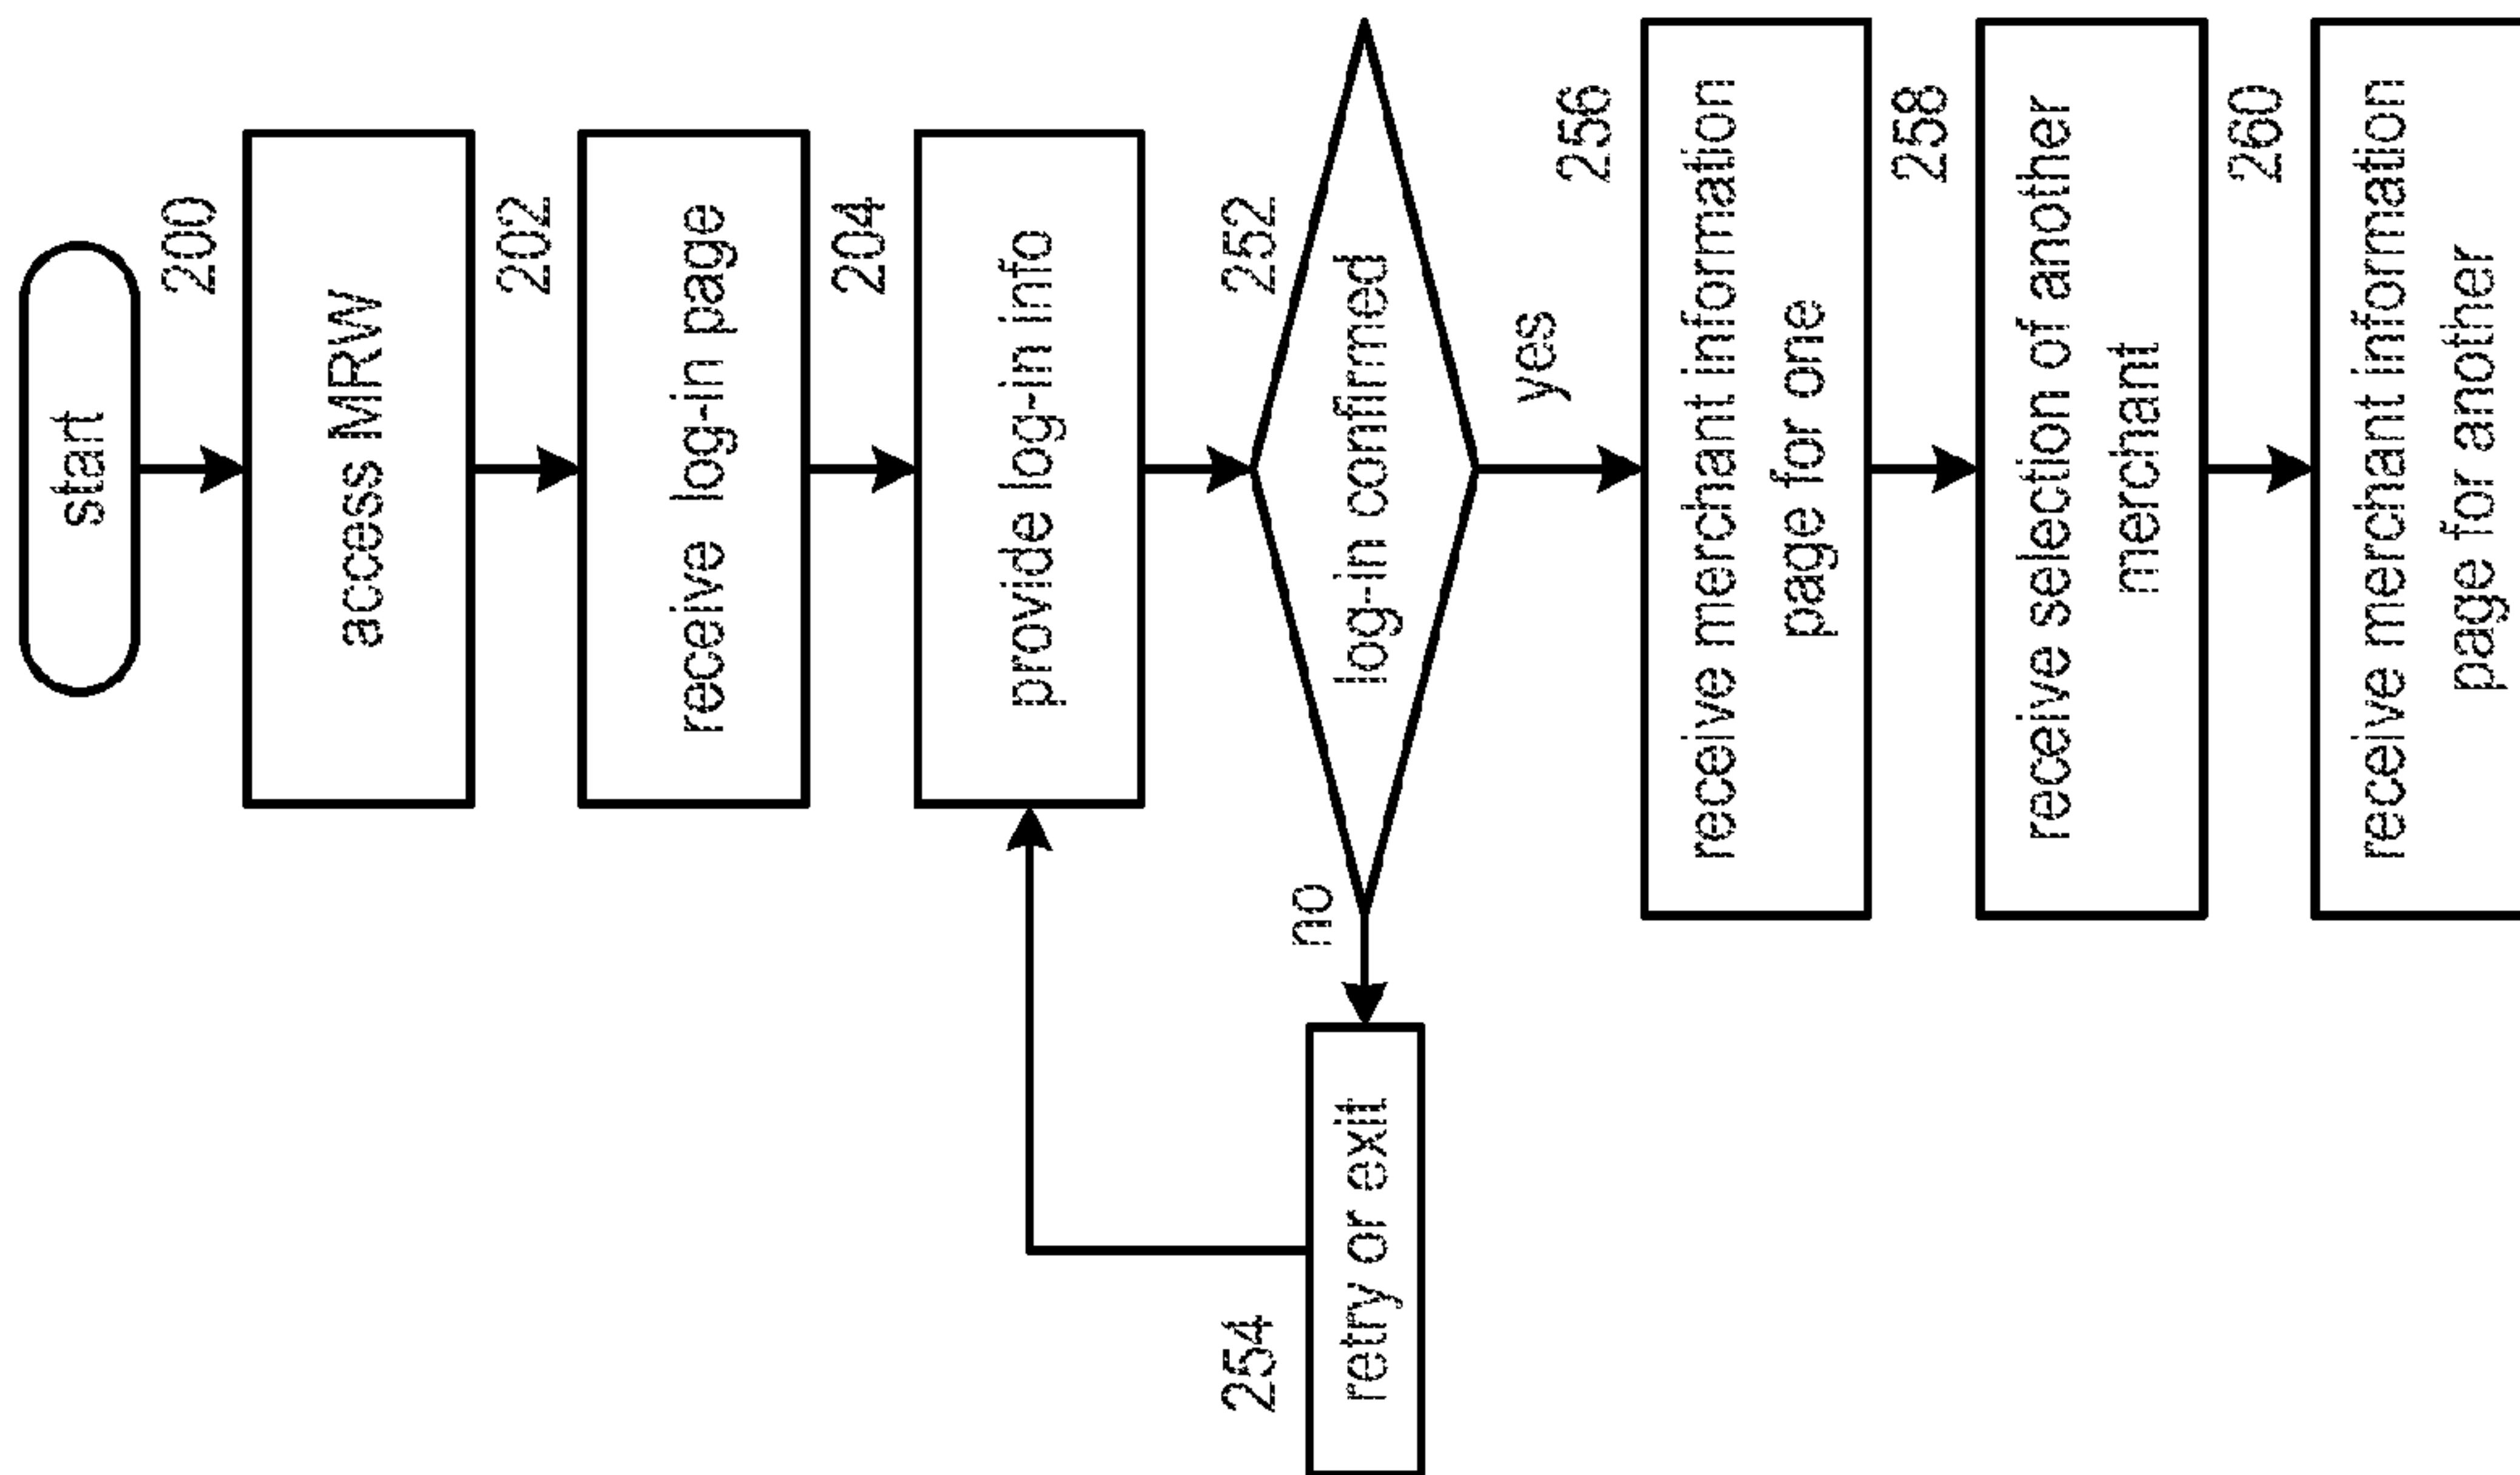 start
200
access MRW
202
receive log-in page
204
provide log-in info
252
log-in confirmed
no
254
retry or exit
yes
256
receive merchant information
page for one
258
receive selection of another
merchant
260
receive merchant information
page for another